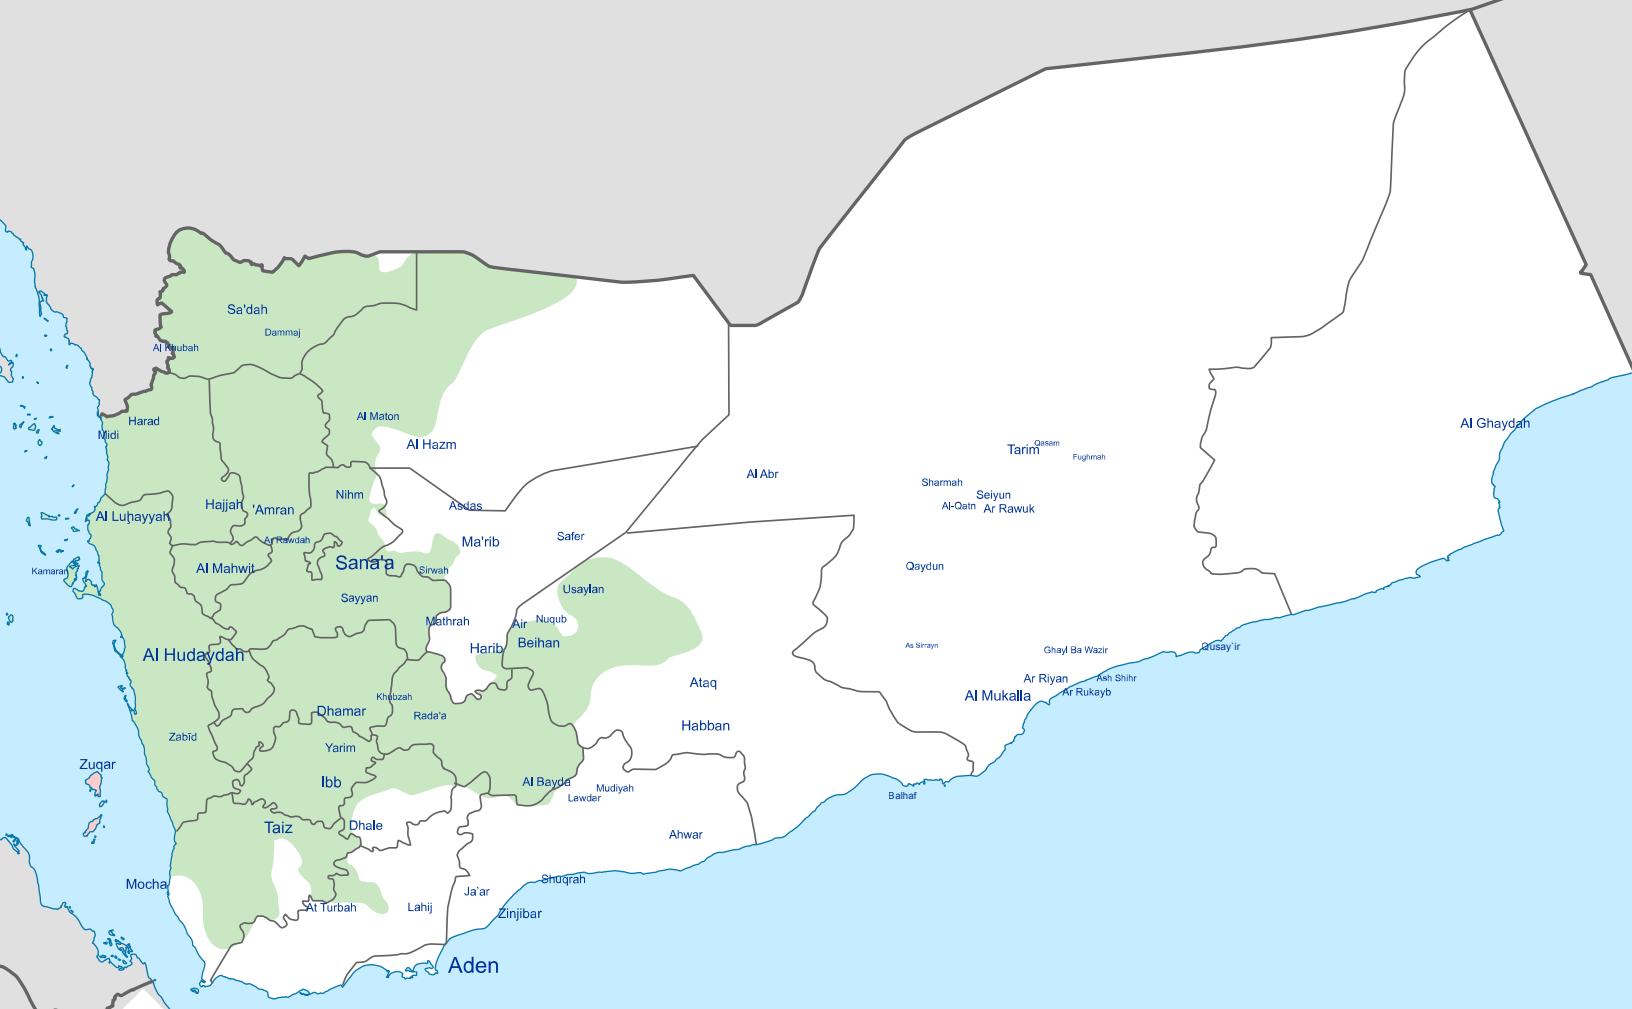 Sa'dah
Dammaj
Al Khubah
Al Maton
Harad
Midi
Al Hazm
Al Ghaydah
Qasam
Tarim
Fughmah
Al Abr
Sharmah
Seiyun
Nihm
Hajjah
'Amran
Asdas
Al-Qatn
Ar Rawuk
Al Luḩayyah
Ar Rawdah
Safer
Ma'rib
Sana'a
Al Mahwit
Sirwah
Kamaran
Qaydun
Usaylan
Sayyan
Mathrah
Air
Nuqub
Beihan
Harib
As Sirrayn
Ghayl Ba Wazir
Qusay`ir
Al Hudaydah
Ar Riyan
Ash Shihr
Ataq
Al Mukalla
Ar Rukayb
Khubzah
Dhamar
Rada'a
Habban
Zabīd
Yarim
Zuqar
Ibb
Al Bayda
Mudiyah
Lawdar
Balhaf
Taiz
Dhale
Ahwar
Mocha
Shuqrah
Ja`ar
At Turbah
Lahij
Zinjibar
Aden